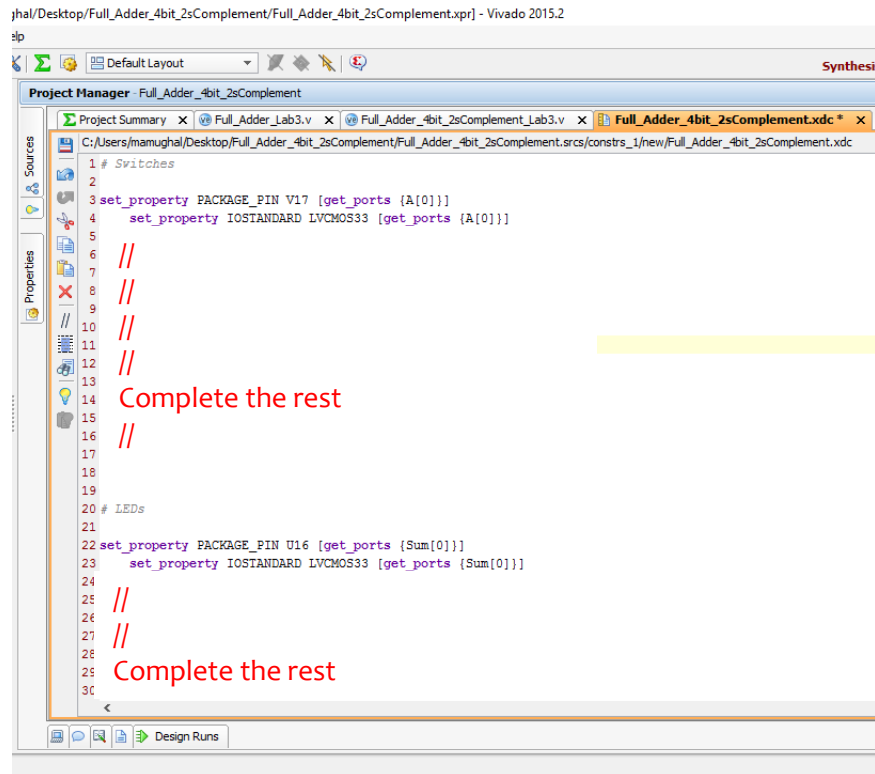 ghal/Desktop/Full_Adder_4bit_2sComplement/Full_Adder_4bit_2sComplement.xpr] - Vivado 2015.2
elp
Default Layout
Synthesi
Project Manager - Full_Adder_4bit_2sComplement
Project Summary x Full_Adder_Lab3.v x Full_Adder_4bit_2sComplement_Lab3.v x Full_Adder_4bit_2sComplement.xdc * x
C:/Users/mamughal/Desktop/Full_Adder_4bit_2sComplement/Full_Adder_4bit_2sComplement.srcs/constrs_1/new/Full_Adder_4bit_2sComplement.xdc
Sources
Properties
1 # Switches
2
3 set_property PACKAGE_PIN V17 [get_ports {A[0]}]
4 set_property IOSTANDARD LVCMOS33 [get_ports {A[0]}]
5
6 //
7
8 //
9
10 //
11
12 //
13
14 Complete the rest
15
16 //
17
18
19
20 # LEDs
21
22 set_property PACKAGE_PIN U16 [get_ports {Sum[0]}]
23 set_property IOSTANDARD LVCMOS33 [get_ports {Sum[0]}]
24
25 //
26
27 //
28
29 Complete the rest
30
Design Runs